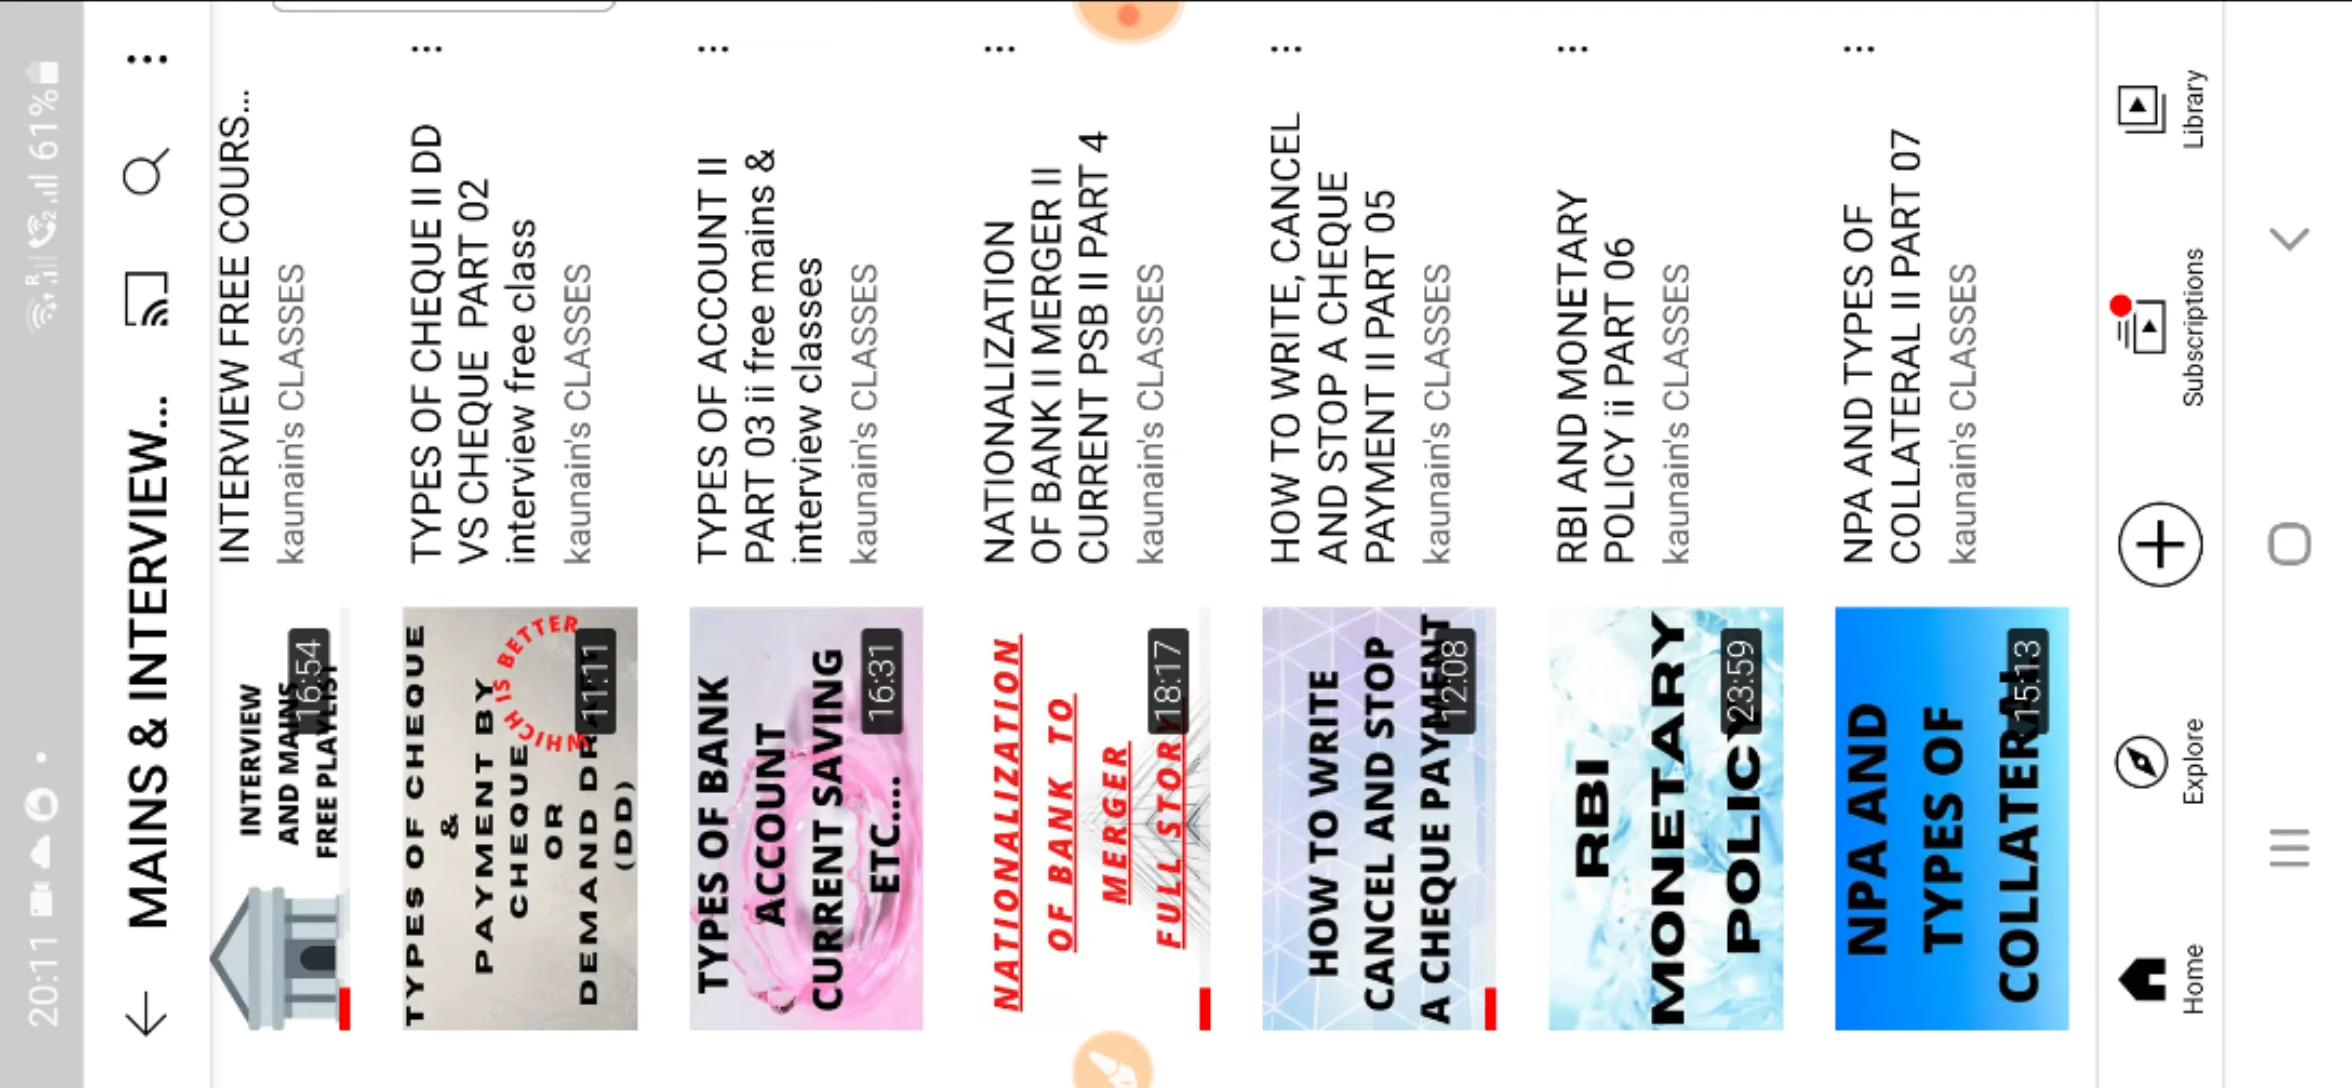 20:11
61%
MAINS & INTERVIEW...
INTERVIEW
AND MAINS
FREE PLAYLIST
16:54
INTERVIEW FREE COURS...
kaunain's CLASSES
TYPES OF CHEQUE
&
PAYMENT BY
CHEQUE
OR
DEMAND DRAFT
(DD)
WHICH IS BETTER
11:11
TYPES OF CHEQUE II DD
VS CHEQUE PART 02
interview free class
kaunain's CLASSES
TYPES OF BANK
ACCOUNT
CURRENT SAVING
ETC....
16:31
TYPES OF ACCOUNT II
PART 03 ii free mains &
interview classes
kaunain's CLASSES
NATIONALIZATION
OF BANK TO
MERGER
FULL STORY
18:17
NATIONALIZATION
OF BANK II MERGER II
CURRENT PSB II PART 4
kaunain's CLASSES
HOW TO WRITE
CANCEL AND STOP
A CHEQUE PAYMENT
12:08
HOW TO WRITE, CANCEL
AND STOP A CHEQUE
PAYMENT II PART 05
kaunain's CLASSES
RBI
MONETARY
POLICY
23:59
RBI AND MONETARY
POLICY ii PART 06
kaunain's CLASSES
NPA AND
TYPES OF
COLLATERAL
15:13
NPA AND TYPES OF
COLLATERAL II PART 07
kaunain's CLASSES
Home
Explore
Subscriptions
Library